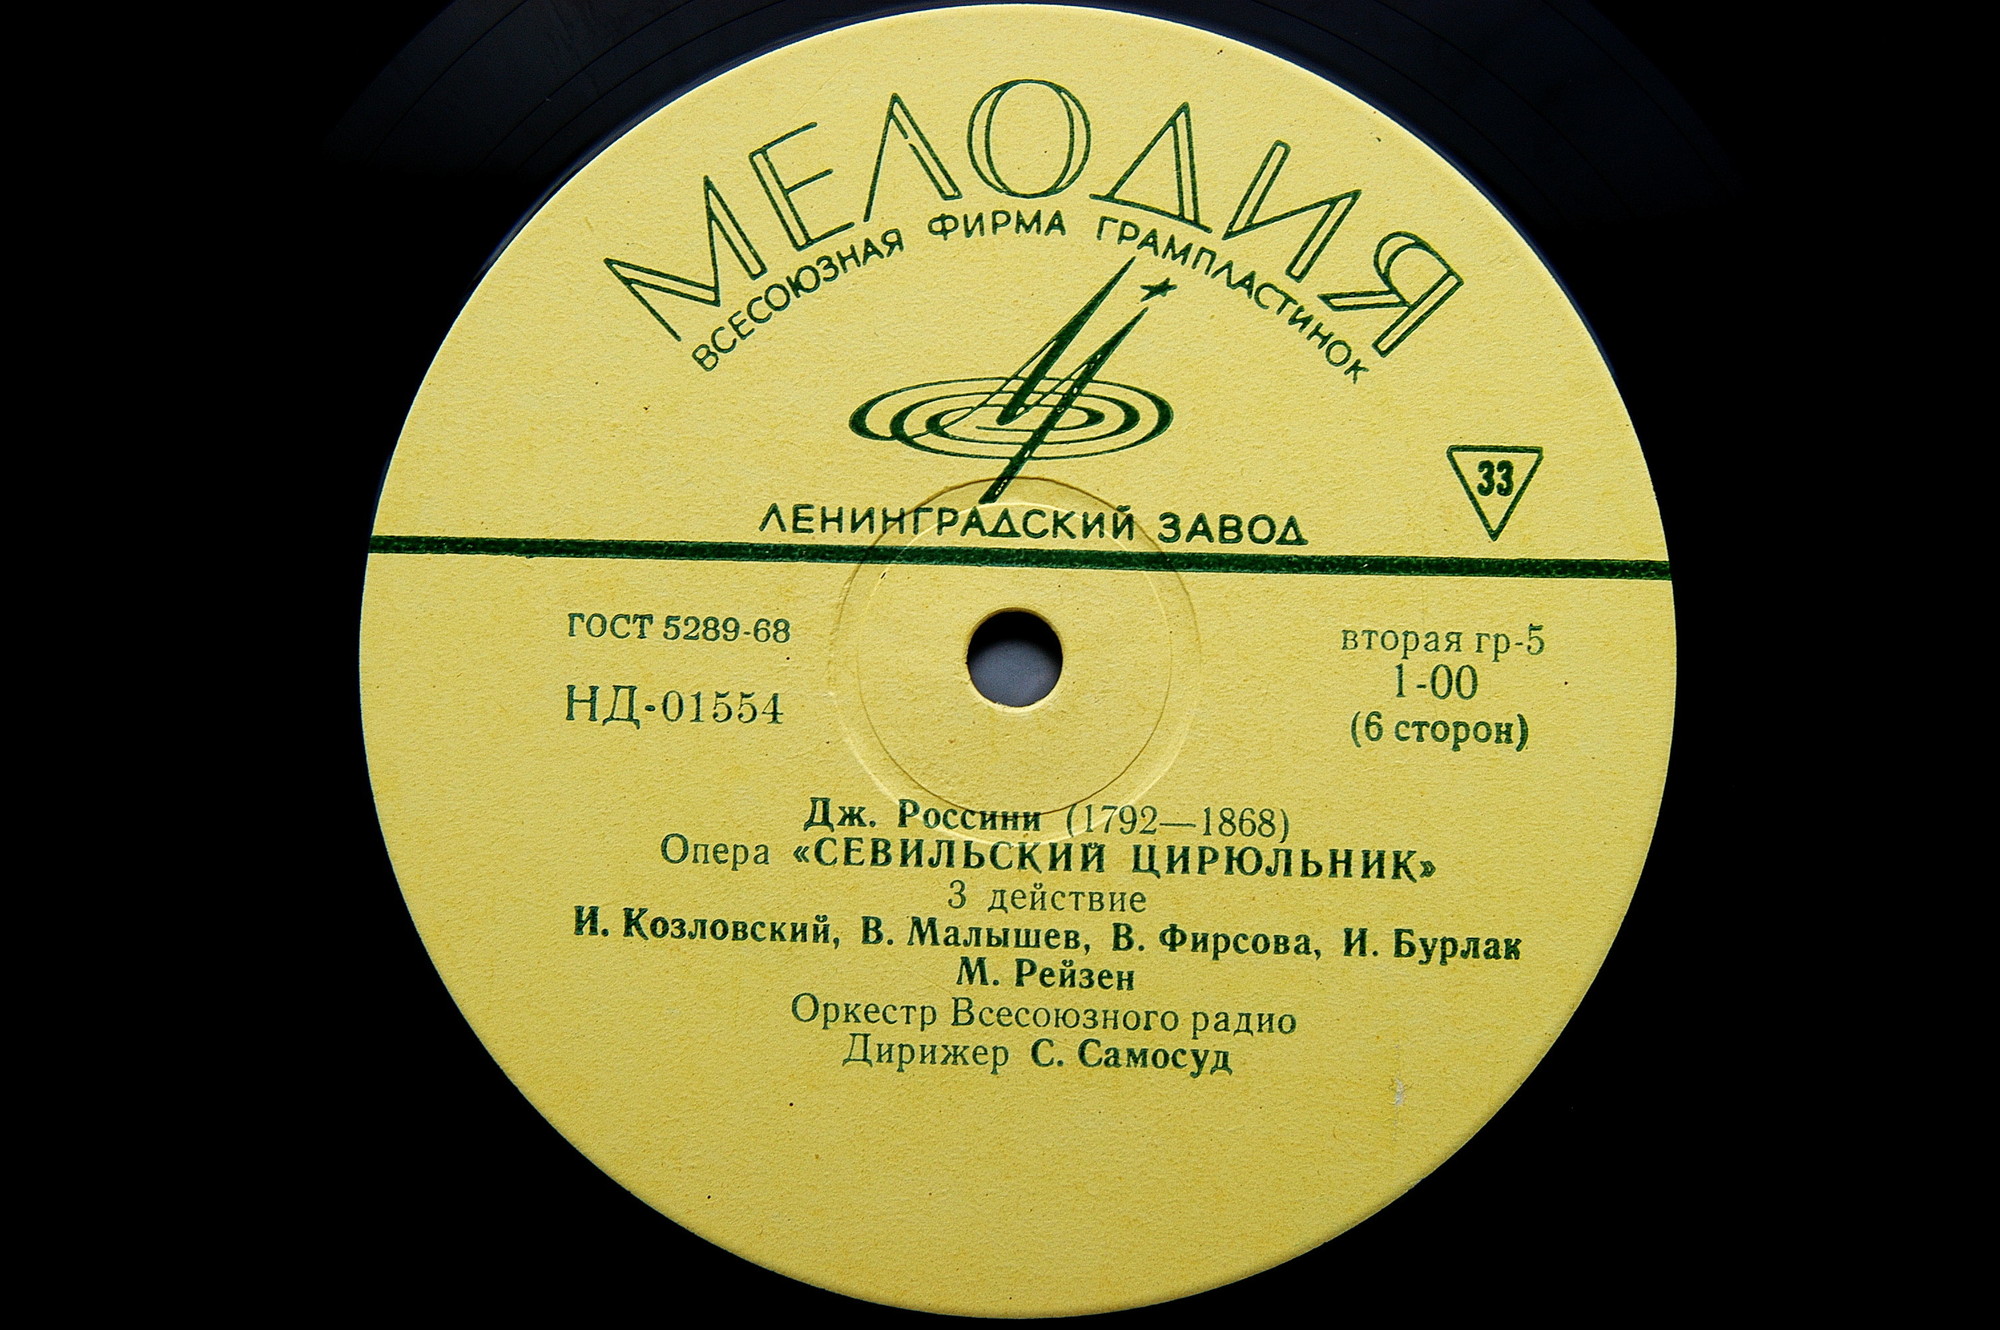 МЕЛОДИЯ
ВСЕСОЮЗНАЯ ФИРМА ГРАМПЛАСТИНОК
33
ЛЕНИНГРАДСКИЙ ЗАВОД
ГОСТ 5289-68
НД-01554
вторая гр-5
1-00
(6 сторон)
Дж. Россини (1792—1868)
Опера «СЕВИЛЬСКИЙ ЦИРЮЛЬНИК»
3 действие
И. Козловский, В. Малышев, В. Фирсова, И. Бурлак
М. Рейзен
Оркестр Всесоюзного радио
Дирижер С. Самосуд